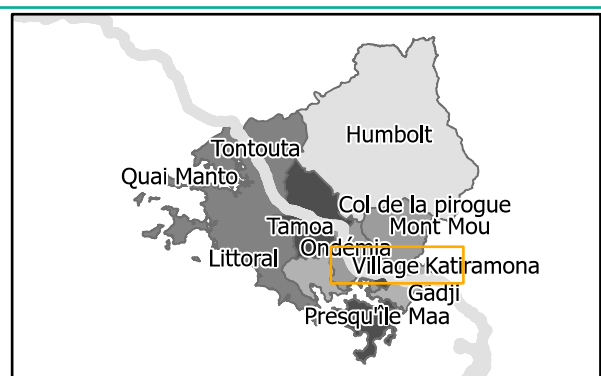 Humbolt
Tontouta
Quai Manto
Col de la pirogue
Tamoa
Mont Mou
Ondémia
Littoral
Village Katiramona
Gadji
Presqu'île Maa